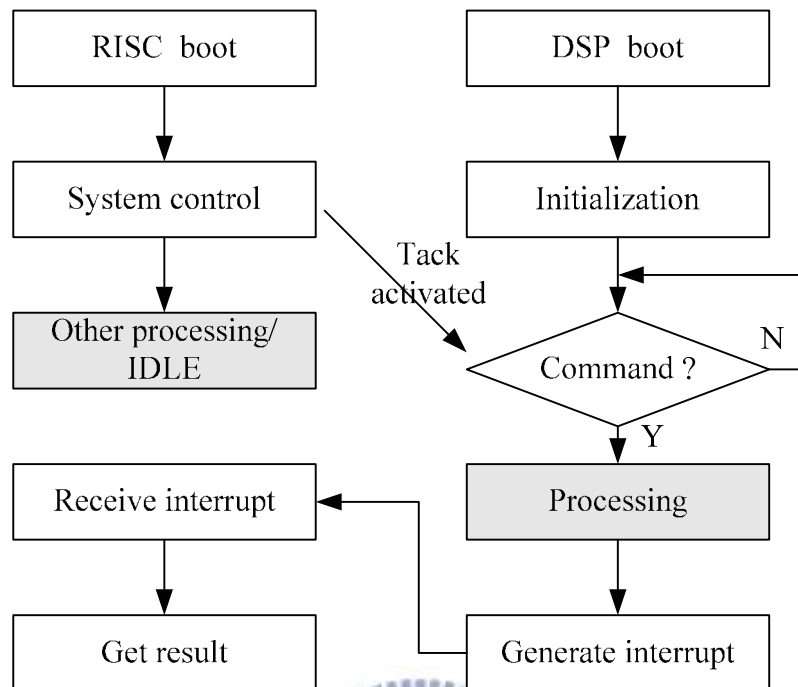 RISC boot
DSP boot
System control
Initialization
Tack
activated
Other processing/
IDLE
Command ?
N
Y
Receive interrupt
Processing
Get result
Generate interrupt